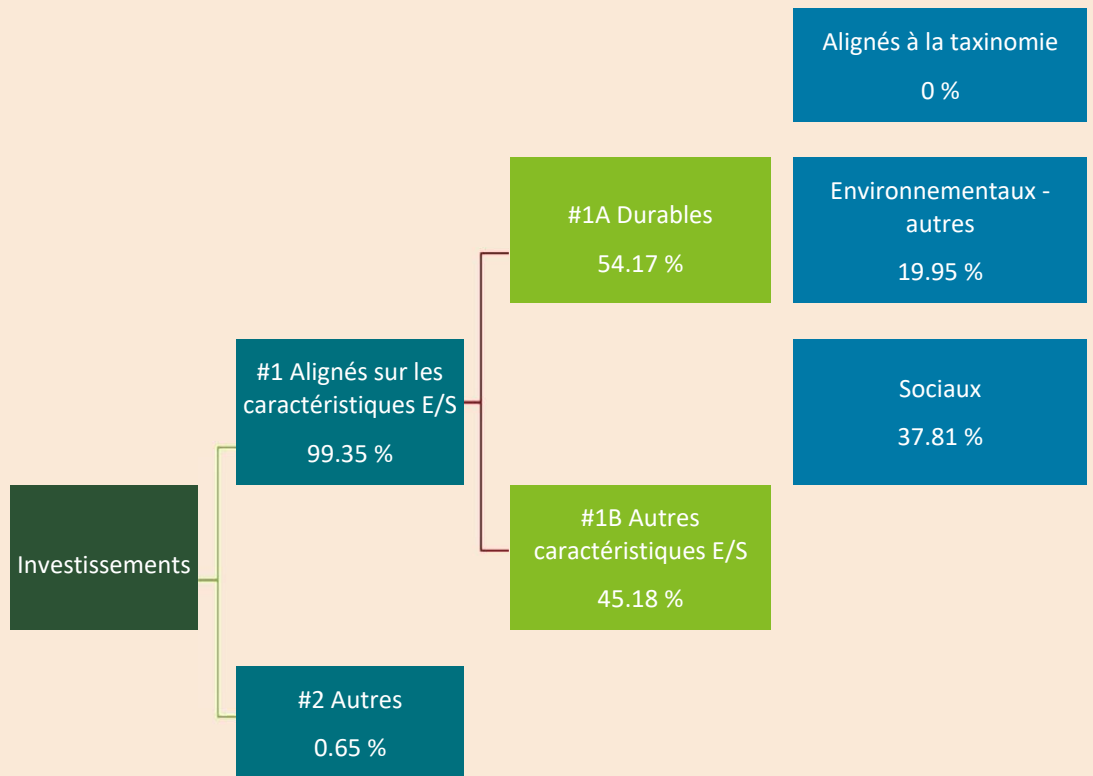 Alignés à la taxinomie
0 %
#1A Durables
54.17 %
Environnementaux -
autres
19.95 %
#1 Alignés sur les
caractéristiques E/S
99.35 %
Sociaux
37.81 %
Investissements
#1B Autres
caractéristiques E/S
45.18 %
#2 Autres
0.65 %